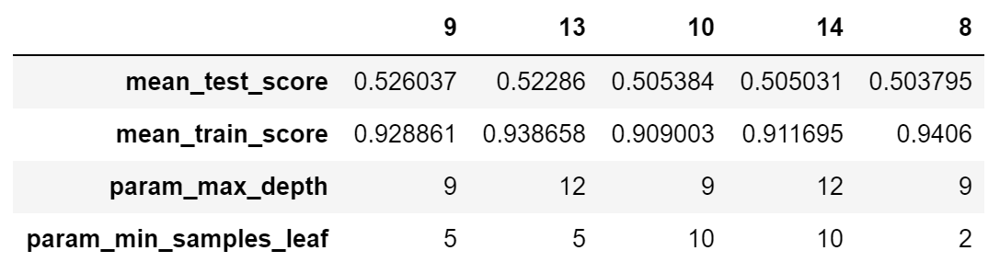 9 13 10 14 8
mean_test_score 0.526037 0.52286 0.505384 0.505031 0.503795
mean_train_score 0.928861 0.938658 0.909003 0.911695 0.9406
param_max_depth 9 12 9 12 9
param_min_samples_leaf 5 5 10 10 2